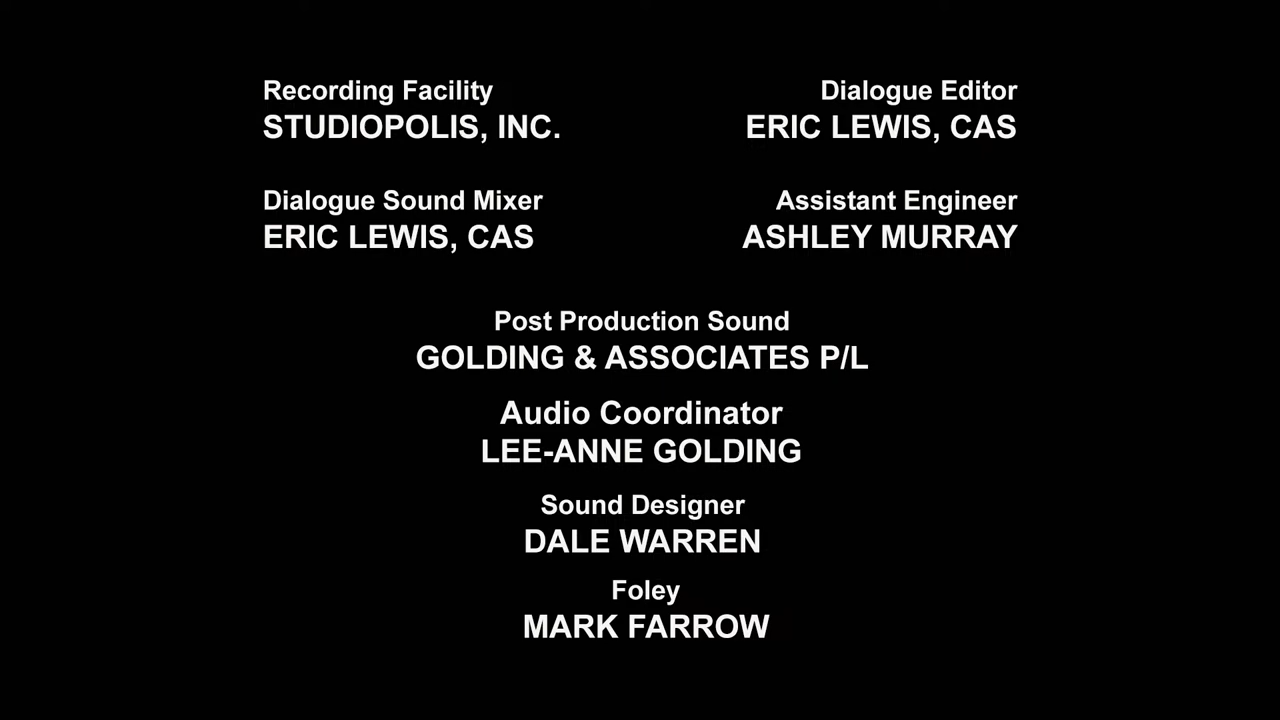 Recording Facility
STUDIOPOLIS, INC.
Dialogue Editor
ERIC LEWIS, CAS
Dialogue Sound Mixer
ERIC LEWIS, CAS
Assistant Engineer
ASHLEY MURRAY
Post Production Sound
GOLDING & ASSOCIATES P/L
Audio Coordinator
LEE-ANNE GOLDING
Sound Designer
DALE WARREN
Foley
MARK FARROW